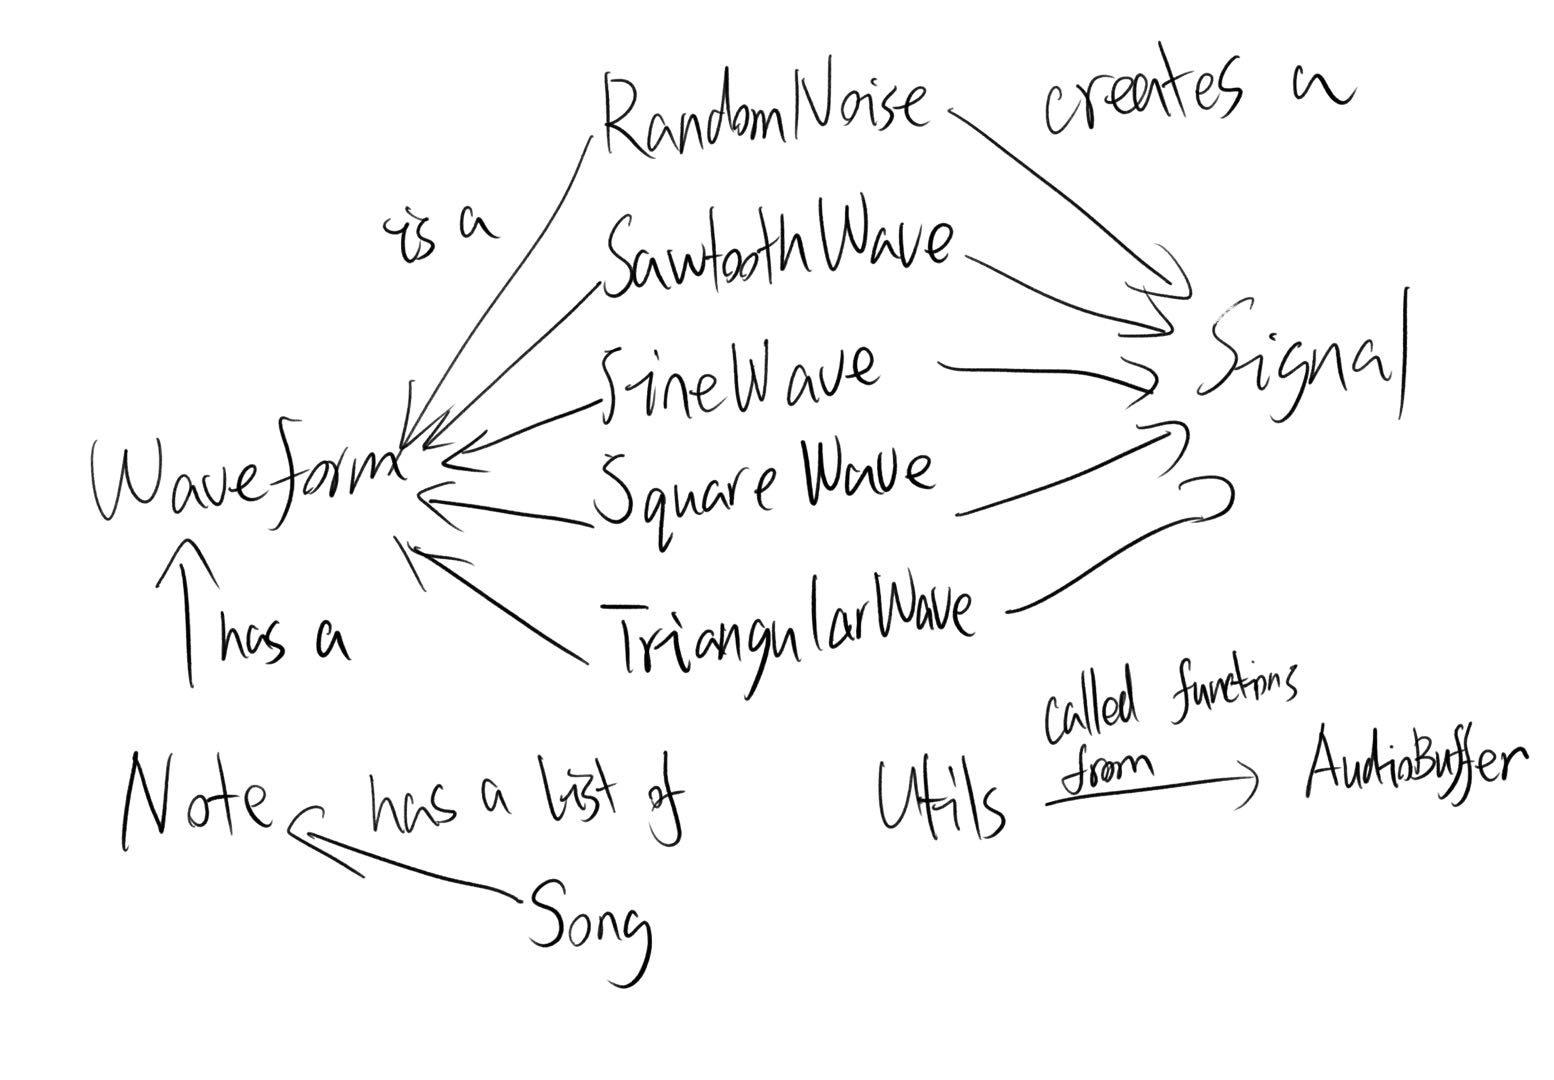 RandomNoise creates a
is a SawtoothWave
SineWave Signal
Waveform SquareWave
has a TriangularWave
called functions
from
Note has a list of Utils AudioBuffer
Song